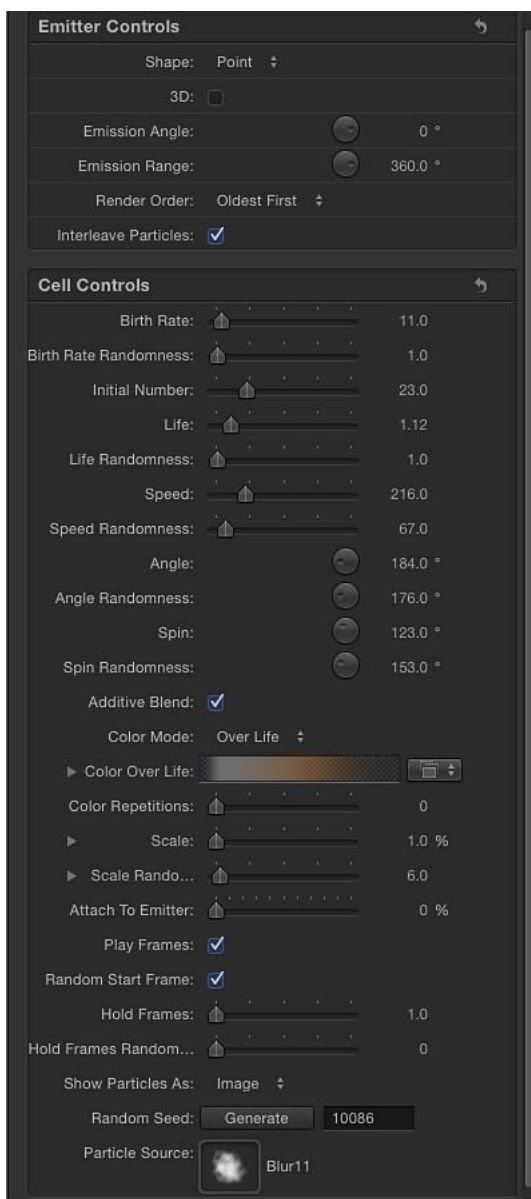 Emitter Controls
Shape: Point
3D:
Emission Angle: 0 °
Emission Range: 360.0 °
Render Order: Oldest First
Interleave Particles:
Cell Controls
Birth Rate: 11.0
Birth Rate Randomness: 1.0
Initial Number: 23.0
Life: 1.12
Life Randomness: 1.0
Speed: 216.0
Speed Randomness: 67.0
Angle: 184.0 °
Angle Randomness: 176.0 °
Spin: 123.0 °
Spin Randomness: 153.0 °
Additive Blend:
Color Mode: Over Life
Color Over Life:
Color Repetitions: 0
Scale: 1.0 %
Scale Rando... 6.0
Attach To Emitter: 0 %
Play Frames:
Random Start Frame:
Hold Frames: 1.0
Hold Frames Random... 0
Show Particles As: Image
Random Seed: Generate 10086
Particle Source: Blur11